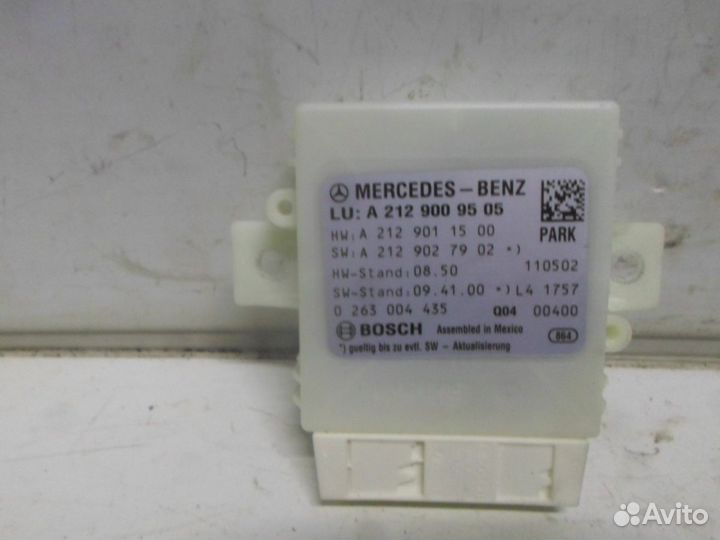 MERCEDES-BENZ
LU: A 212 900 95 05
HW: A 212 901 15 00 PARK
SW: A 212 902 79 02 *)
HW-Stand: 08.50 110502
SW-Stand: 09.41.00 *) L4 1757
0 263 004 435 Q04 00400
BOSCH Assembled in Mexico
*) gueltig bis zu evtl. SW - Aktualisierung 864
Avito